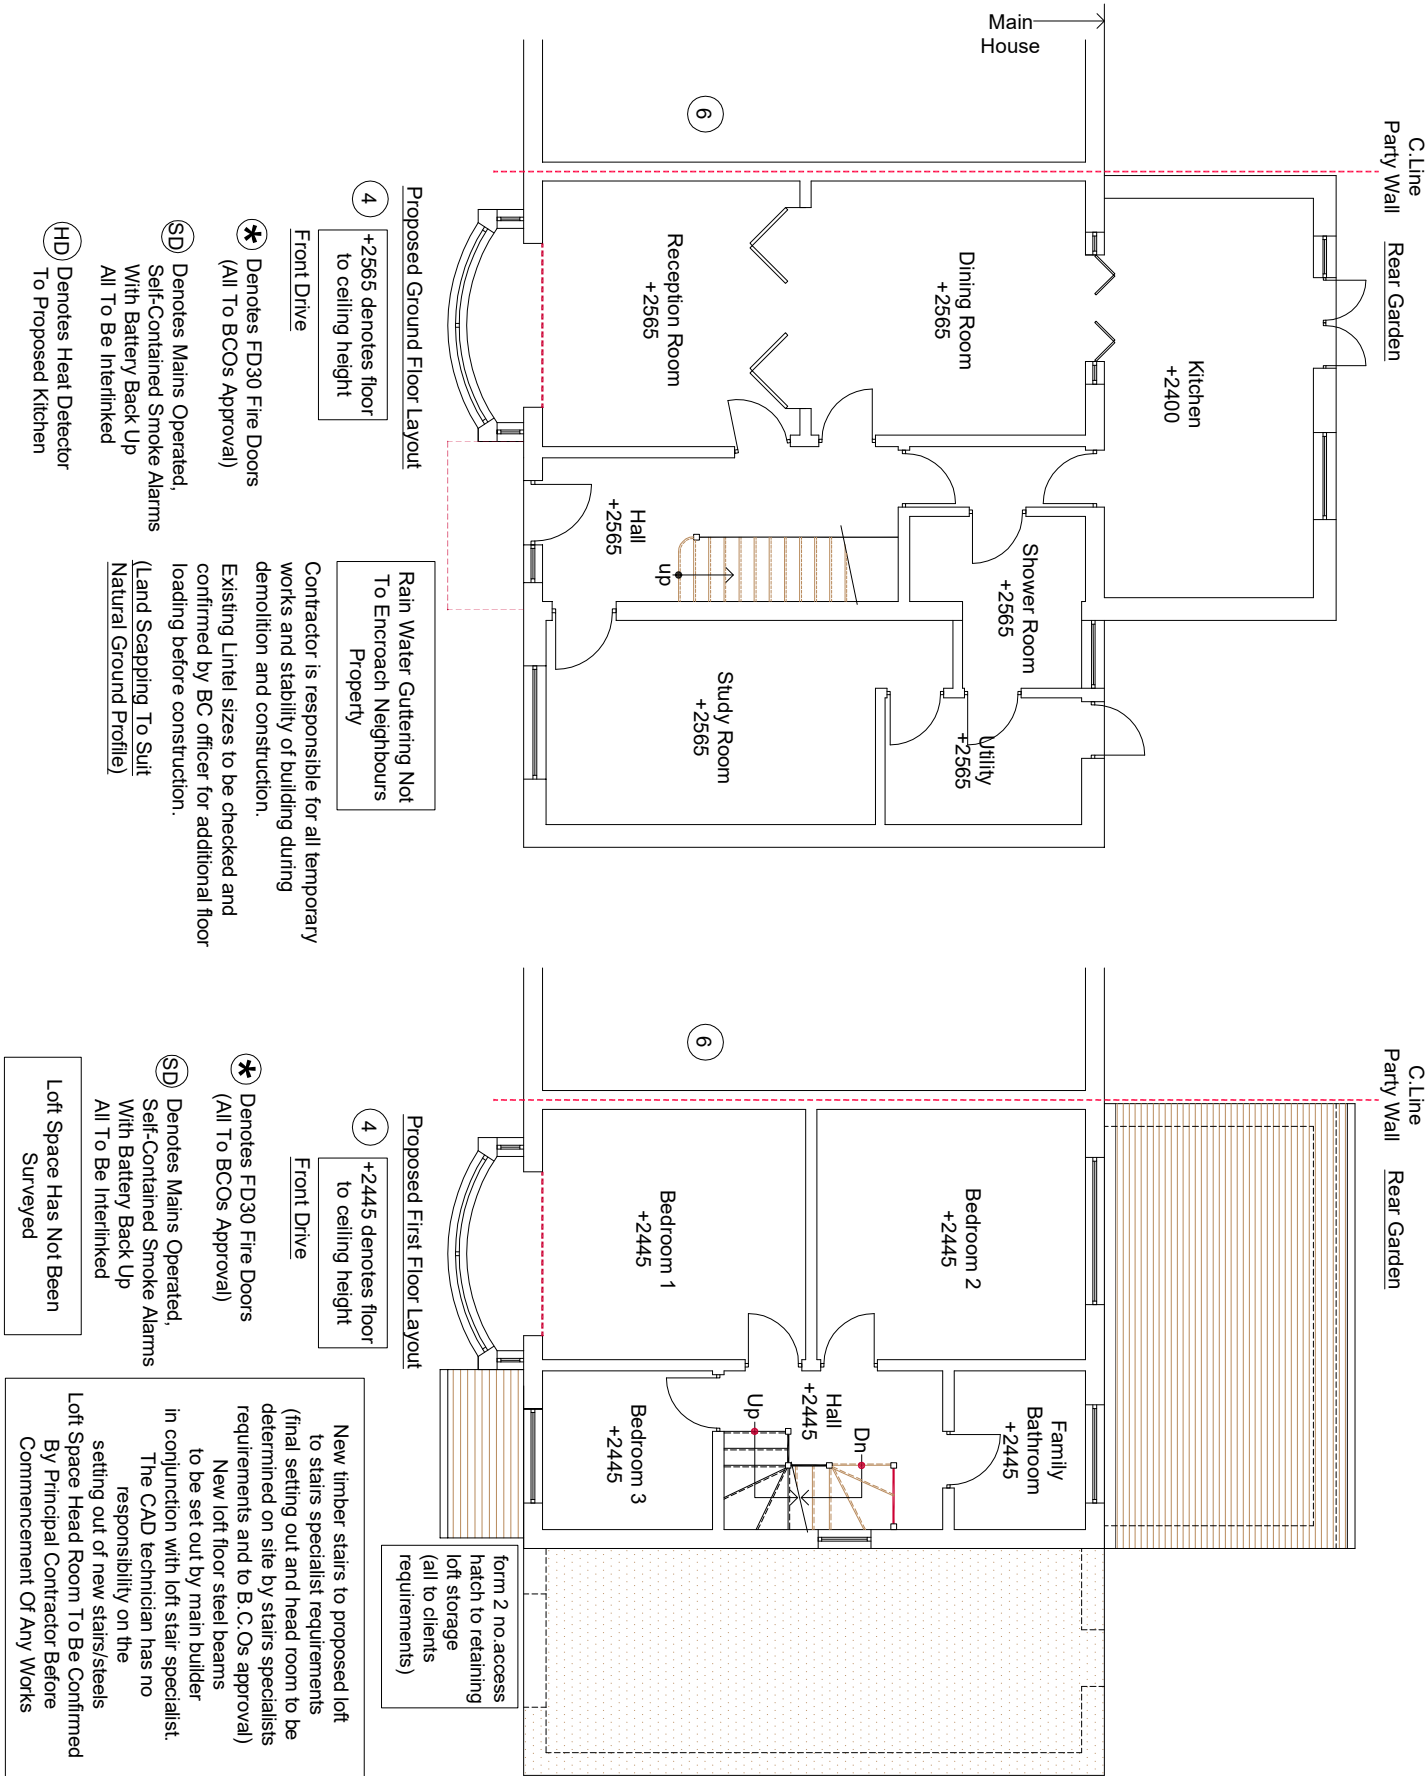 Main
House
C.Line
Party Wall
Rear Garden
6
Kitchen
+2400
Dining Room
+2565
Reception Room
+2565
Shower Room
+2565
Hall
+2565
up
Utility
+2565
Study Room
+2565
Proposed Ground Floor Layout
4
+2565 denotes floor
to ceiling height
Front Drive
* Denotes FD30 Fire Doors
(All To BCOs Approval)
SD Denotes Mains Operated,
Self-Contained Smoke Alarms
With Battery Back Up
All To Be Interlinked
HD Denotes Heat Detector
To Proposed Kitchen
Rain Water Guttering Not
To Encroach Neighbours
Property
Contractor is responsible for all temporary
works and stability of building during
demolition and construction.
Existing Lintel sizes to be checked and
confirmed by BC officer for additional floor
loading before construction.
(Land Scapping To Suit
Natural Ground Profile)
C.Line
Party Wall
Rear Garden
6
Bedroom 2
+2445
Bedroom 1
+2445
Family
Bathroom
+2445
Hall
+2445
Dn
Up
Bedroom 3
+2445
Proposed First Floor Layout
4
+2445 denotes floor
to ceiling height
Front Drive
* Denotes FD30 Fire Doors
(All To BCOs Approval)
SD Denotes Mains Operated,
Self-Contained Smoke Alarms
With Battery Back Up
All To Be Interlinked
Loft Space Has Not Been
Surveyed
form 2 no.access
hatch to retaining
loft storage
(all to clients
requirements)
New timber stairs to proposed loft
to stairs specialist requirements
(final setting out and head room to be
determined on site by stairs specialists
requirements and to B.C.Os approval)
New loft floor steel beams
to be set out by main builder
in conjunction with loft stair specialist.
The CAD technician has no
responsibility on the
setting out of new stairs/steels
Loft Space Head Room To Be Confirmed
By Principal Contractor Before
Commencement Of Any Works